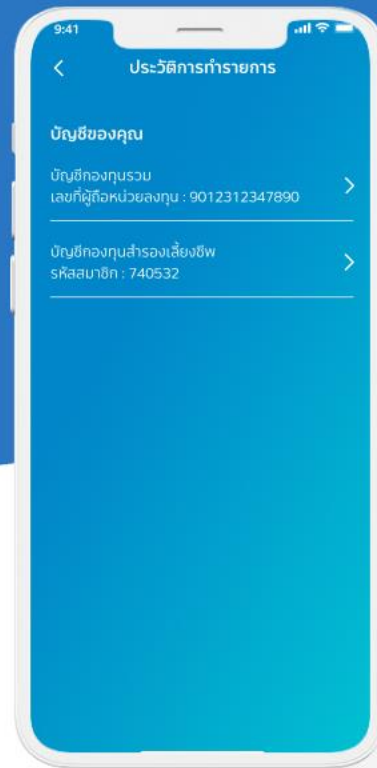 9:41
ประวัติการทำรายการ
บัญชีของคุณ
บัญชีกองทุนรวม
เลขที่ผู้ถือหน่วยลงทุน : 9012312347890
บัญชีกองทุนสำรองเลี้ยงชีพ
รหัสสมาชิก : 740532